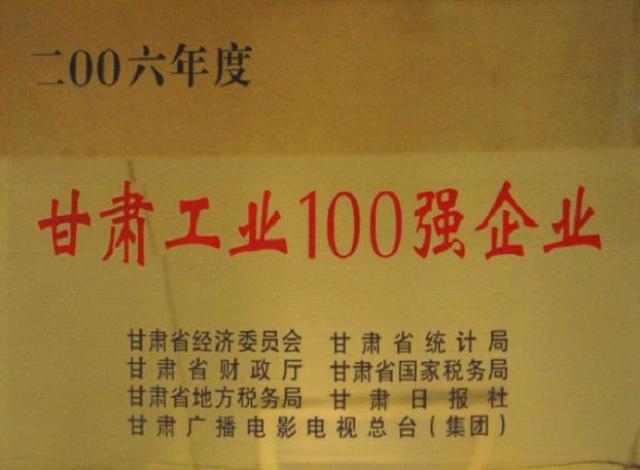 二00六年度
甘肃工业100强企业
甘肃省经济委员会 甘肃省统计局
甘肃省财政厅 甘肃省国家税务局
甘肃省地方税务局 甘肃日报社
甘肃广播电影电视总台(集团)